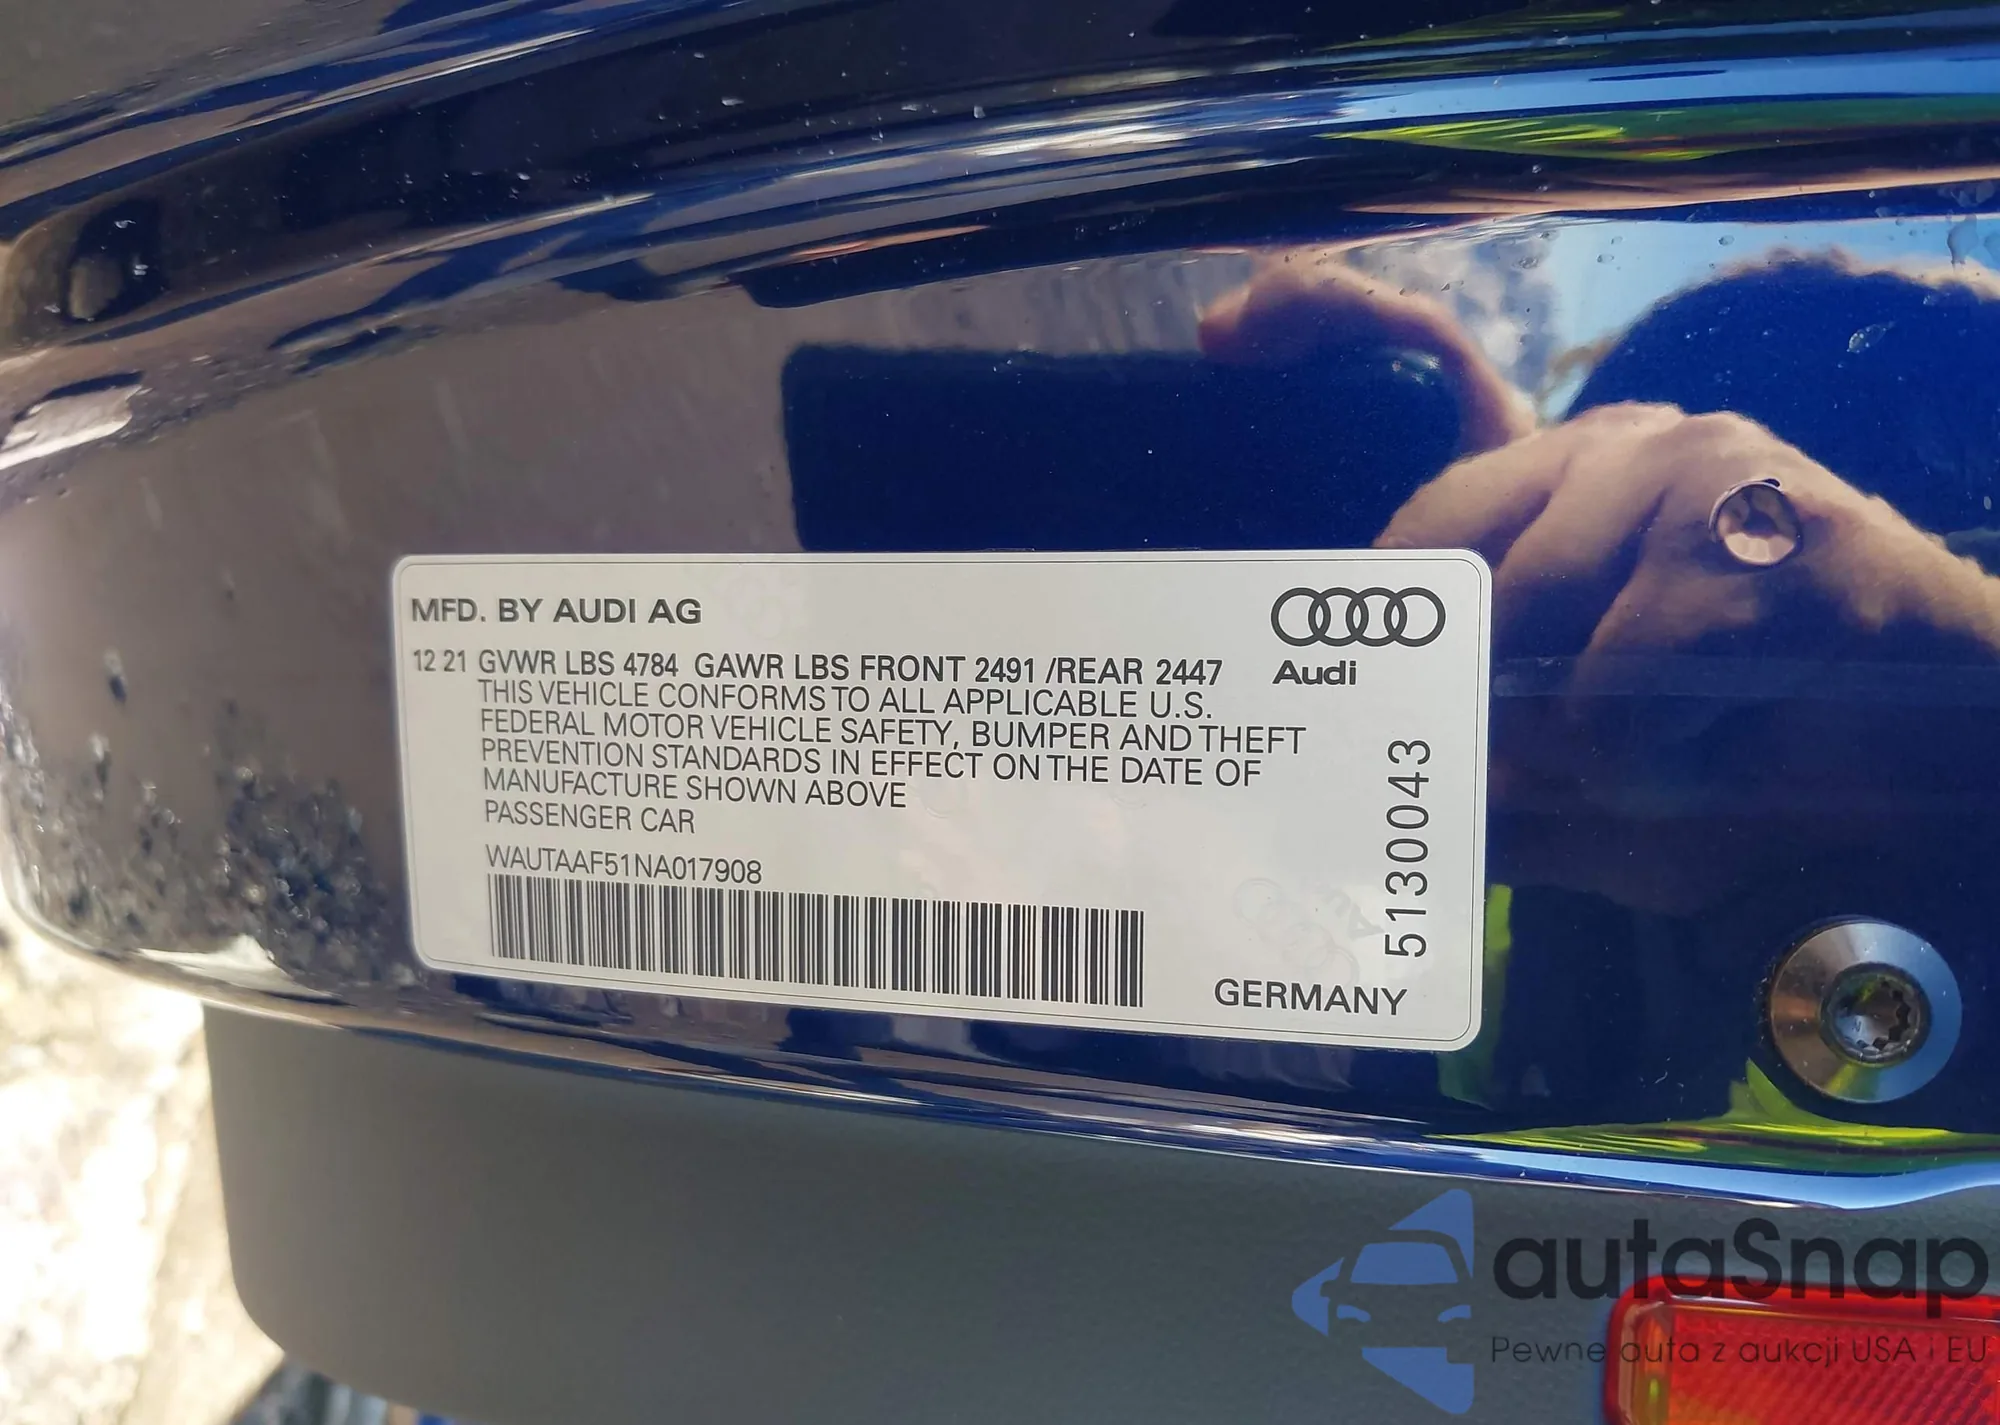 MFD. BY AUDI AG
Audi
12 21 GVWR LBS 4784 GAWR LBS FRONT 2491 /REAR 2447
THIS VEHICLE CONFORMS TO ALL APPLICABLE U.S.
FEDERAL MOTOR VEHICLE SAFETY, BUMPER AND THEFT
PREVENTION STANDARDS IN EFFECT ON THE DATE OF
MANUFACTURE SHOWN ABOVE
PASSENGER CAR
WAUTAAF51NA017908
5130043
GERMANY
autaSnap
Pewne auta z aukcji USA i EU